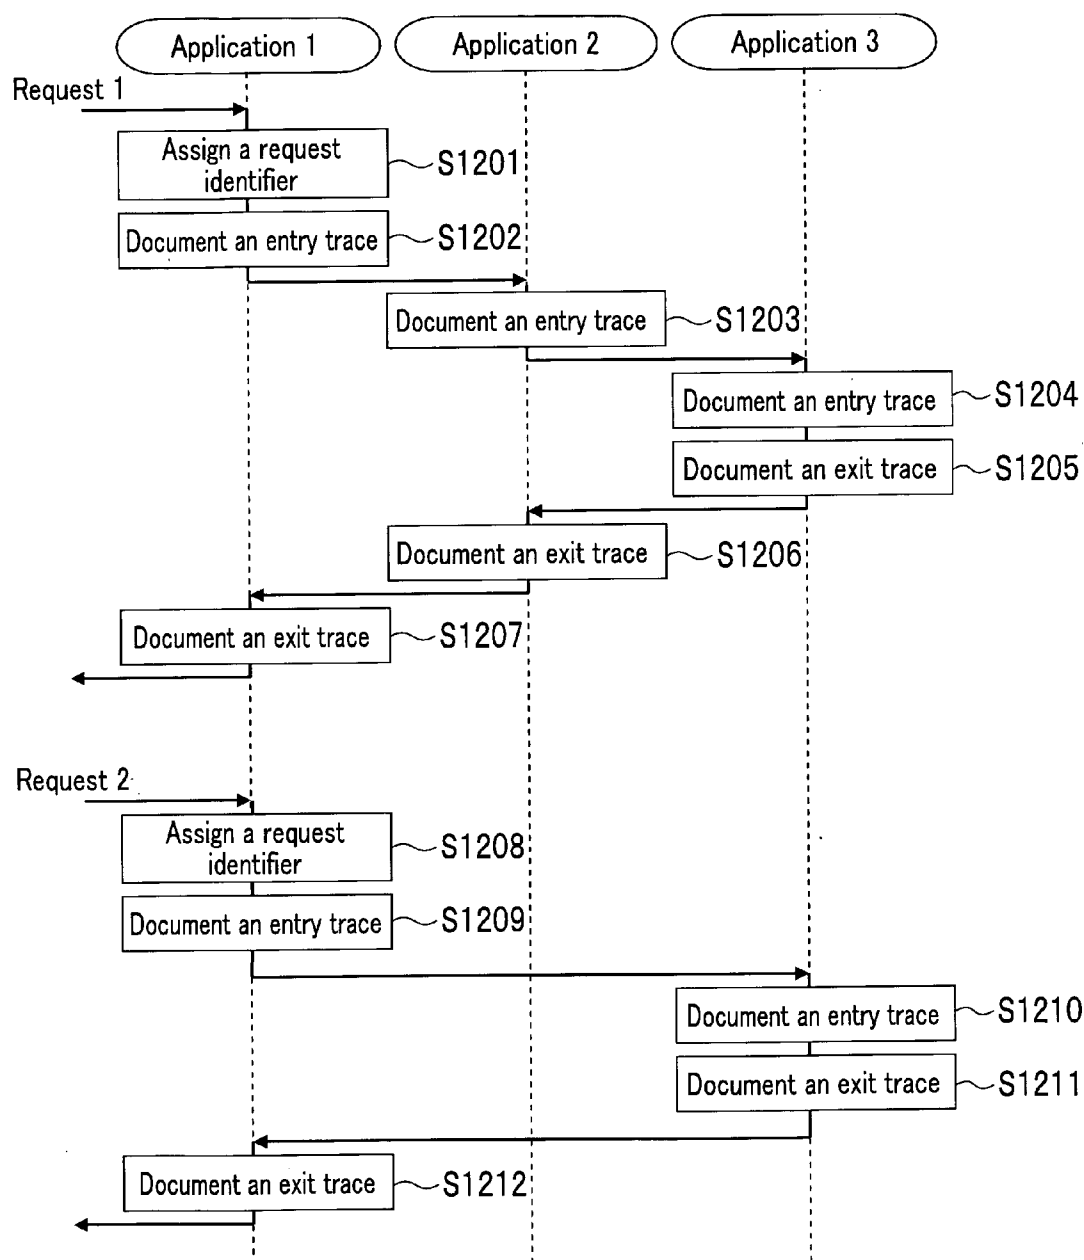 Application 1
Application 2
Application 3
Request 1
Assign a request
identifier
S1201
Document an entry trace
S1202
Document an entry trace
S1203
Document an entry trace
S1204
Document an exit trace
S1205
Document an exit trace
S1206
Document an exit trace
S1207
Request 2
Assign a request
identifier
S1208
Document an entry trace
S1209
Document an entry trace
S1210
Document an exit trace
S1211
Document an exit trace
S1212